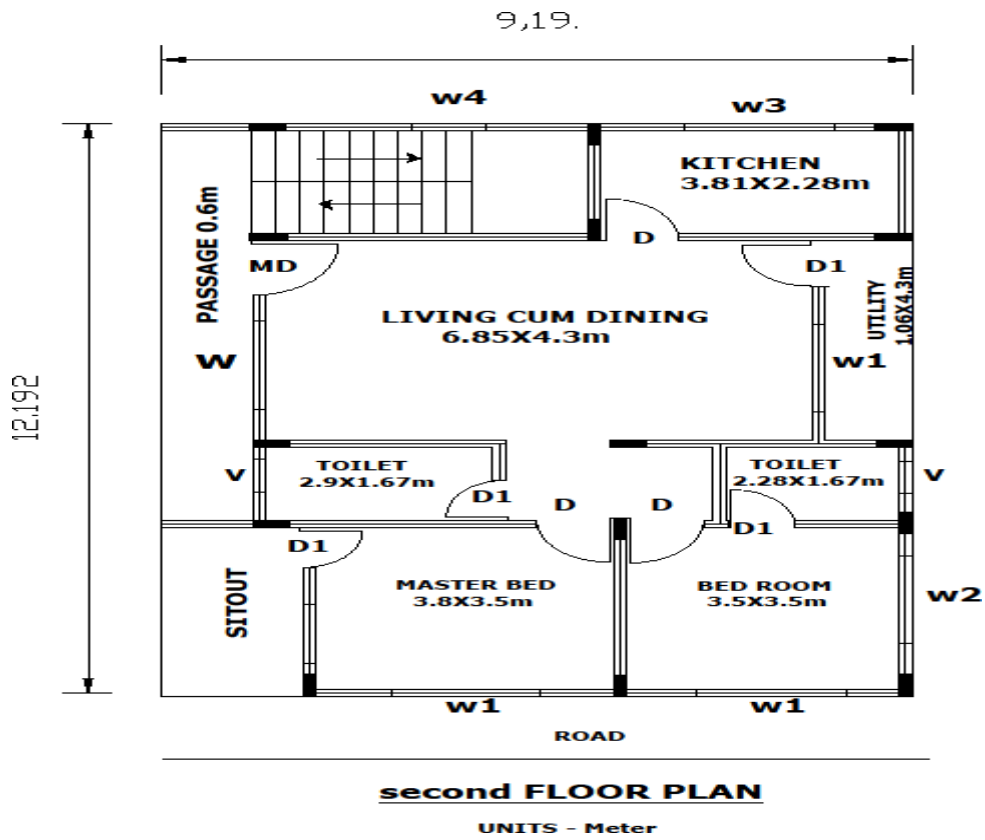 9,19.
w4
w3
KITCHEN
3.81X2.28m
PASSAGE 0.6m
D
MD
D1
UTILITY
1.06X4.3m
LIVING CUM DINING
6.85X4.3m
W
w1
12.192
TOILET
2.9X1.67m
TOILET
2.28X1.67m
V
V
D1
D
D
D1
D1
SITOUT
MASTER BED
3.8X3.5m
BED ROOM
3.5X3.5m
w2
w1
w1
ROAD
second FLOOR PLAN
UNITS - Meter